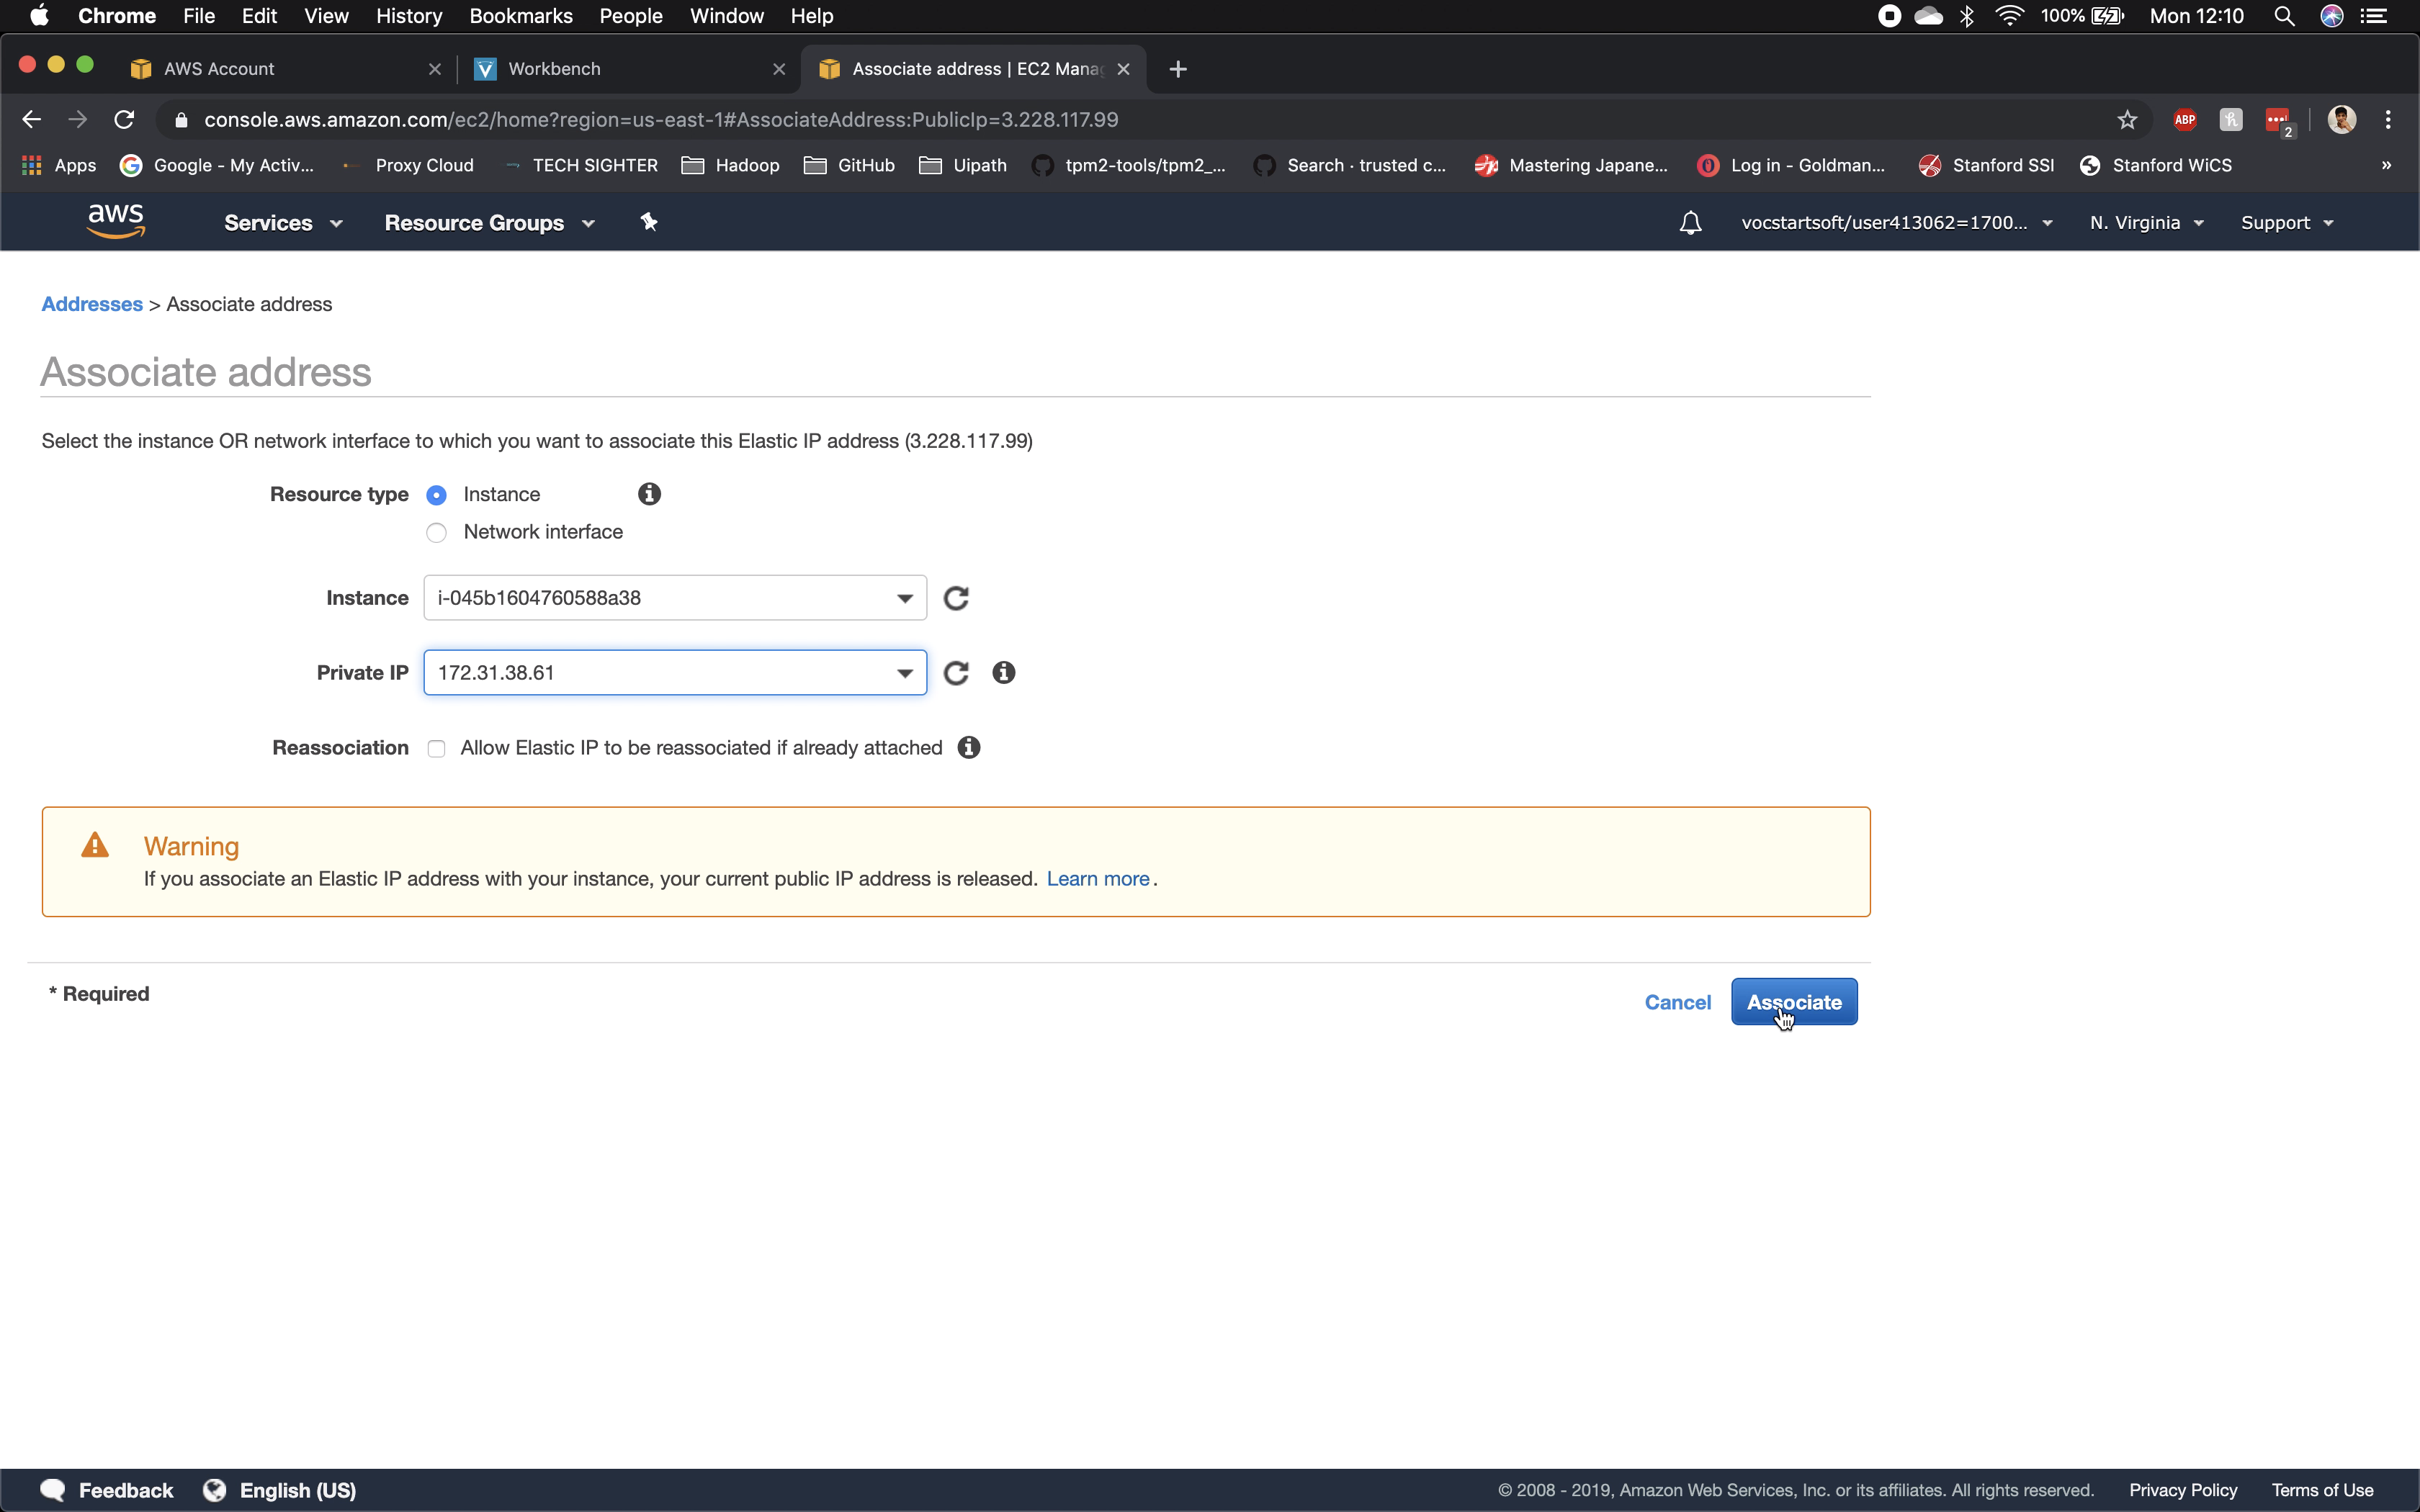 Chrome File Edit View History Bookmarks People Window Help 100% Mon 12:10
AWS Account Workbench Associate address | EC2 Mana
console.aws.amazon.com/ec2/home?region=us-east-1#AssociateAddress:PublicIp=3.228.117.99 ABP 2
Apps Google - My Activ... Proxy Cloud TECH SIGHTER Hadoop GitHub Uipath tpm2-tools/tpm2_... Search · trusted c... Mastering Japane... Log in - Goldman... Stanford SSI Stanford WiCS »
aws Services Resource Groups vocstartsoft/user413062=1700... N. Virginia Support
Addresses > Associate address
Associate address
Select the instance OR network interface to which you want to associate this Elastic IP address (3.228.117.99)
Resource type Instance
Network interface
Instance i-045b1604760588a38
Private IP 172.31.38.61
Reassociation Allow Elastic IP to be reassociated if already attached
Warning
If you associate an Elastic IP address with your instance, your current public IP address is released. Learn more.
* Required
Cancel Associate
Feedback English (US) © 2008 - 2019, Amazon Web Services, Inc. or its affiliates. All rights reserved. Privacy Policy Terms of Use